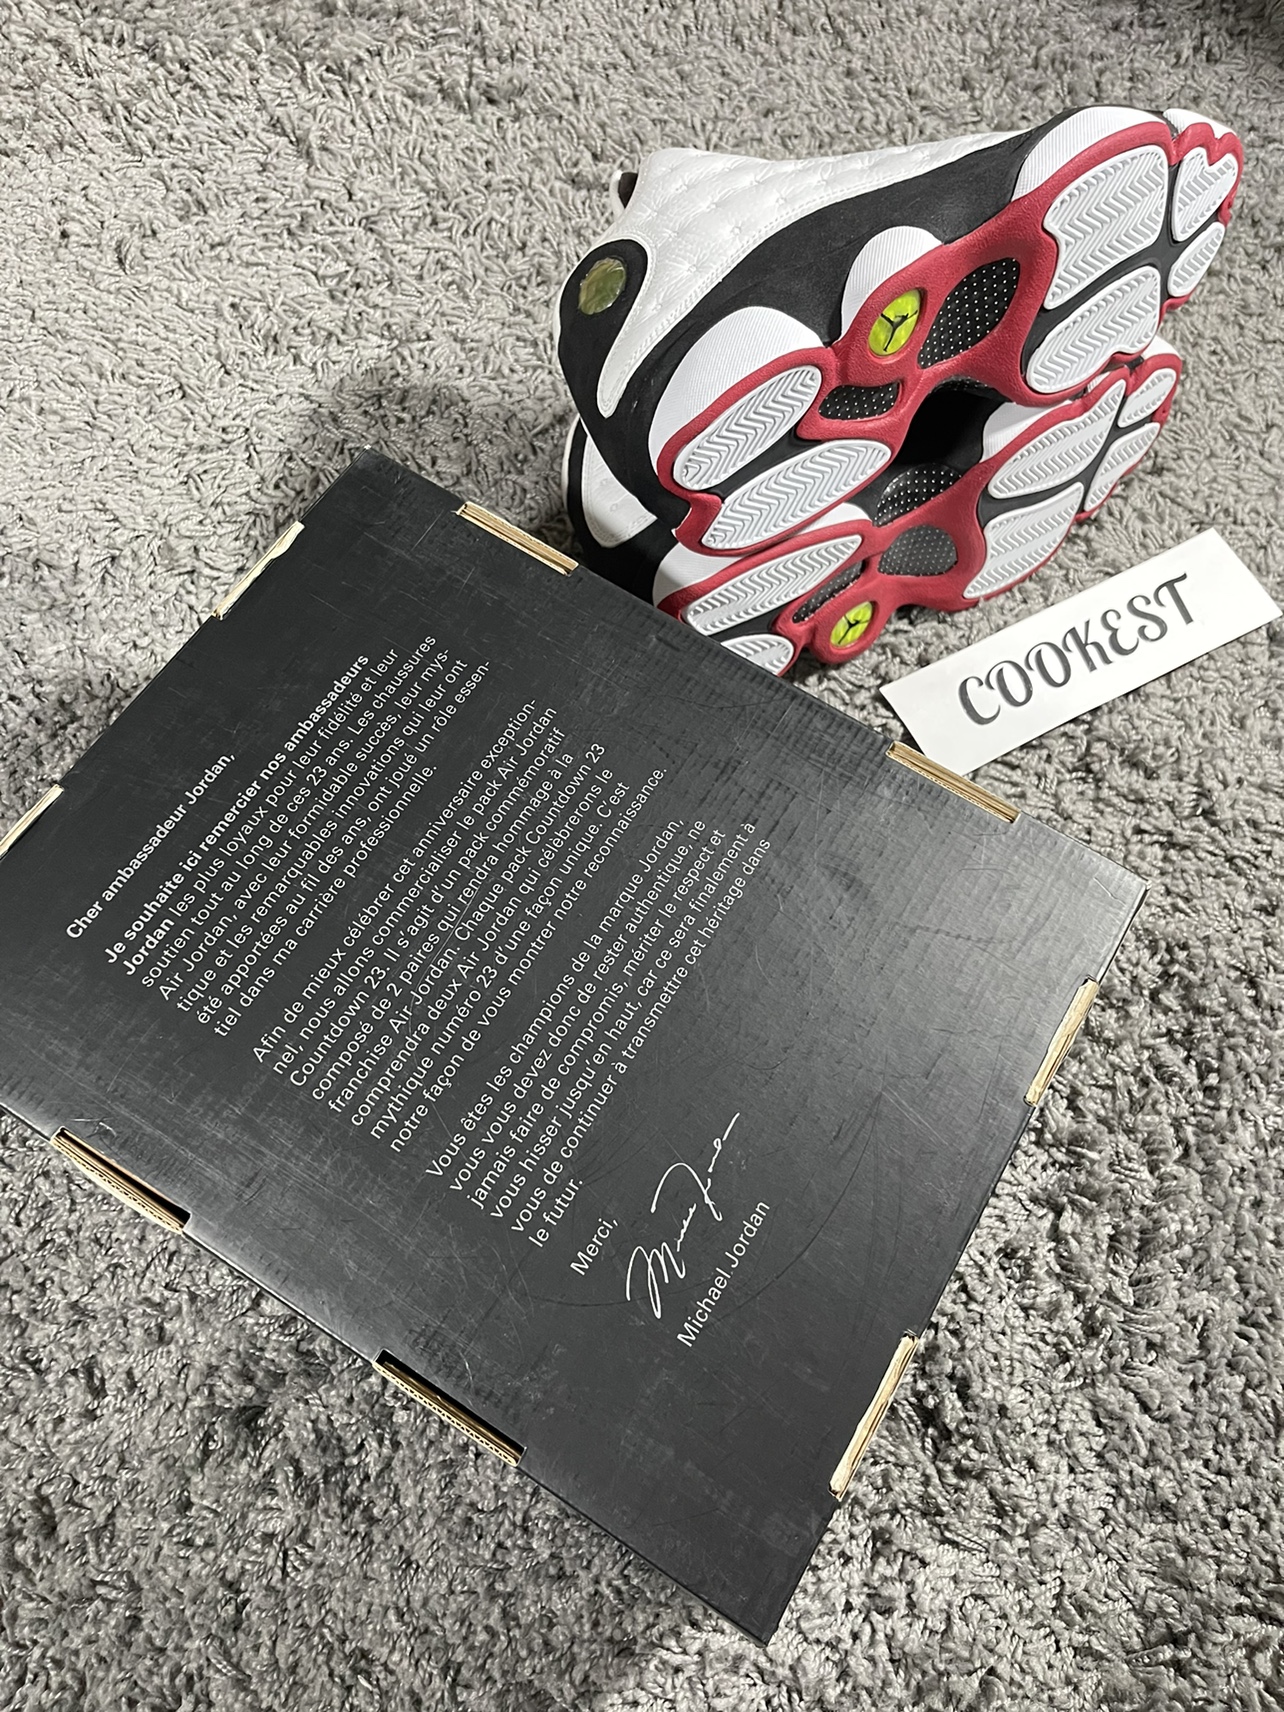 COOKEST
Cher ambassadeur Jordan,
Je souhaite ici remercier nos ambassadeurs
Jordan les plus loyaux pour leur fidélité et leur
soutien tout au long de ces 23 ans. Les chaussures
Air Jordan, avec leur formidable succès, leur mys-
tique et les remarquables innovations qui leur ont
été apportées au fil des ans, ont joué un rôle essen-
tiel dans ma carrière professionnelle.
Afin de mieux célébrer cet anniversaire exception-
nel, nous allons commercialiser le pack Air Jordan
Countdown 23. Il s'agit d'un pack commémoratif
composé de 2 paires qui rendra hommage à la
franchise Air Jordan. Chaque pack Countdown 23
comprendra deux Air Jordan qui célébrerons le
mythique numéro 23 d'une façon unique. C'est
notre façon de vous montrer notre reconnaissance.
Vous êtes les champions de la marque Jordan,
vous vous devez donc de rester authentique, ne
jamais faire de compromis, mériter le respect et
vous hisser jusqu'en haut, car ce sera finalement à
vous de continuer à transmettre cet héritage dans
le futur.
Merci,
Michael Jordan